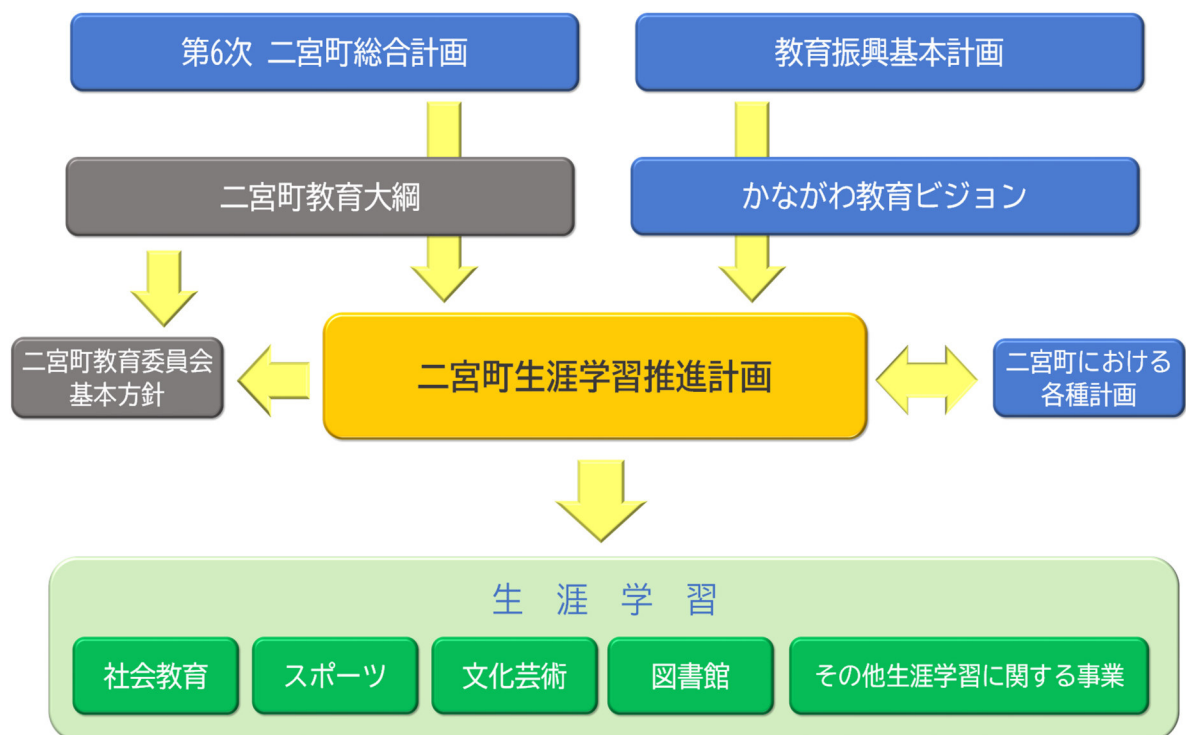 第6次 二宮町総合計画
教育振興基本計画
二宮町教育大綱
かながわ教育ビジョン
二宮町教育委員会
基本方針
二宮町生涯学習推進計画
二宮町における
各種計画
生 涯 学 習
社会教育
スポーツ
文化芸術
図書館
その他生涯学習に関する事業